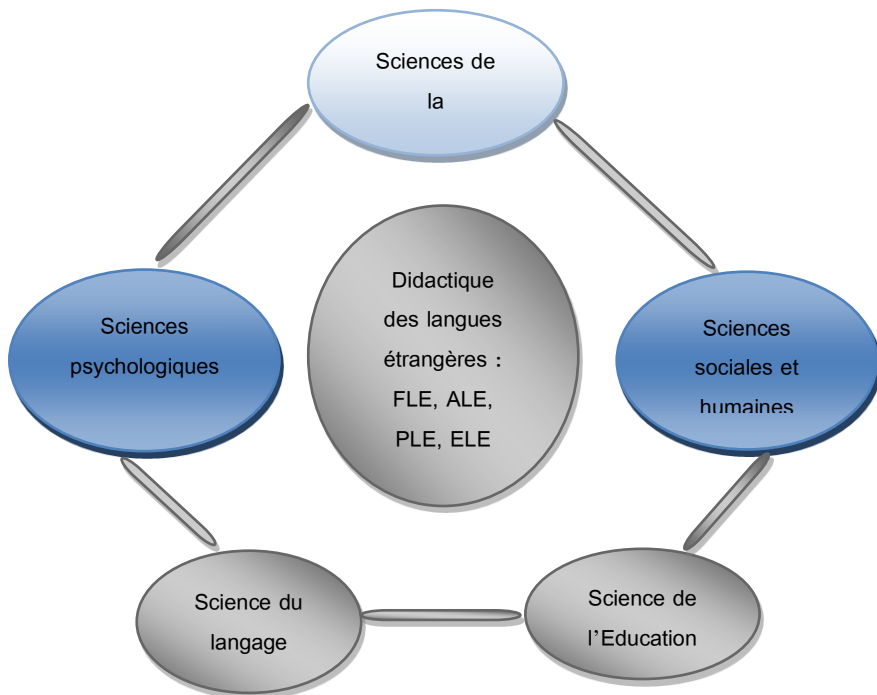 Sciences de
la
Didactique
des langues
étrangères :
FLE, ALE,
PLE, ELE
Sciences
psychologiques
Sciences
sociales et
humaines
Science du
langage
Science de
l’Education